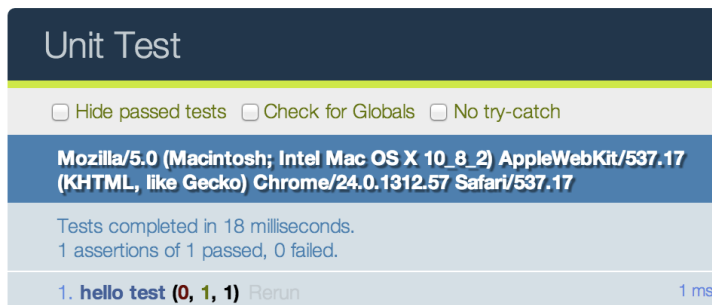 Unit Test
Hide passed tests Check for Globals No try-catch
Mozilla/5.0 (Macintosh; Intel Mac OS X 10_8_2) AppleWebKit/537.17
(KHTML, like Gecko) Chrome/24.0.1312.57 Safari/537.17
Tests completed in 18 milliseconds.
1 assertions of 1 passed, 0 failed.
1. hello test (0, 1, 1) Rerun 1 ms